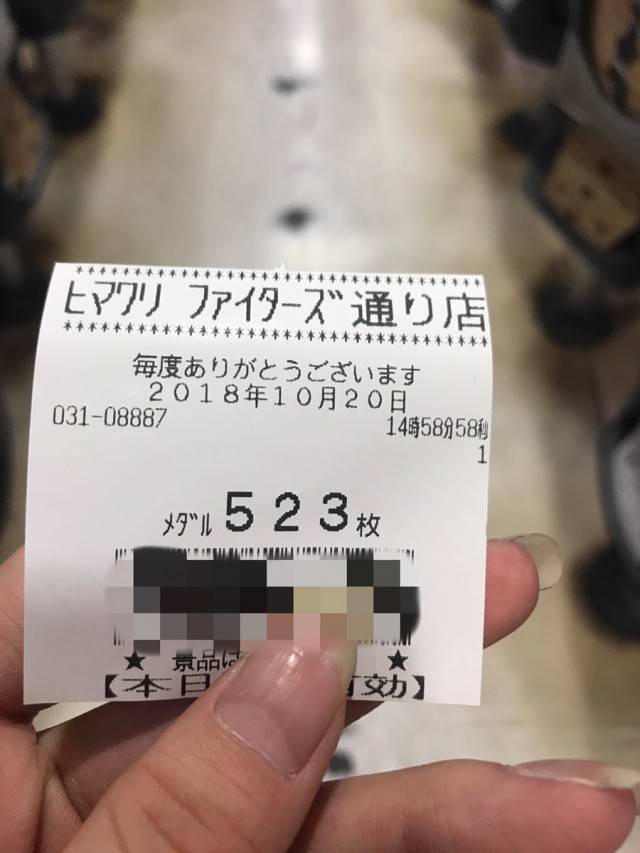 ﾋﾏﾜﾘ ﾌｧｲﾀｰｽﾞ通り店
毎度ありがとうございます
２０１８年１０月２０日
031-08887
14時58分58秒
1
ﾒﾀﾞﾙ ５２３枚
★ 景品は ★
【本日 有効】